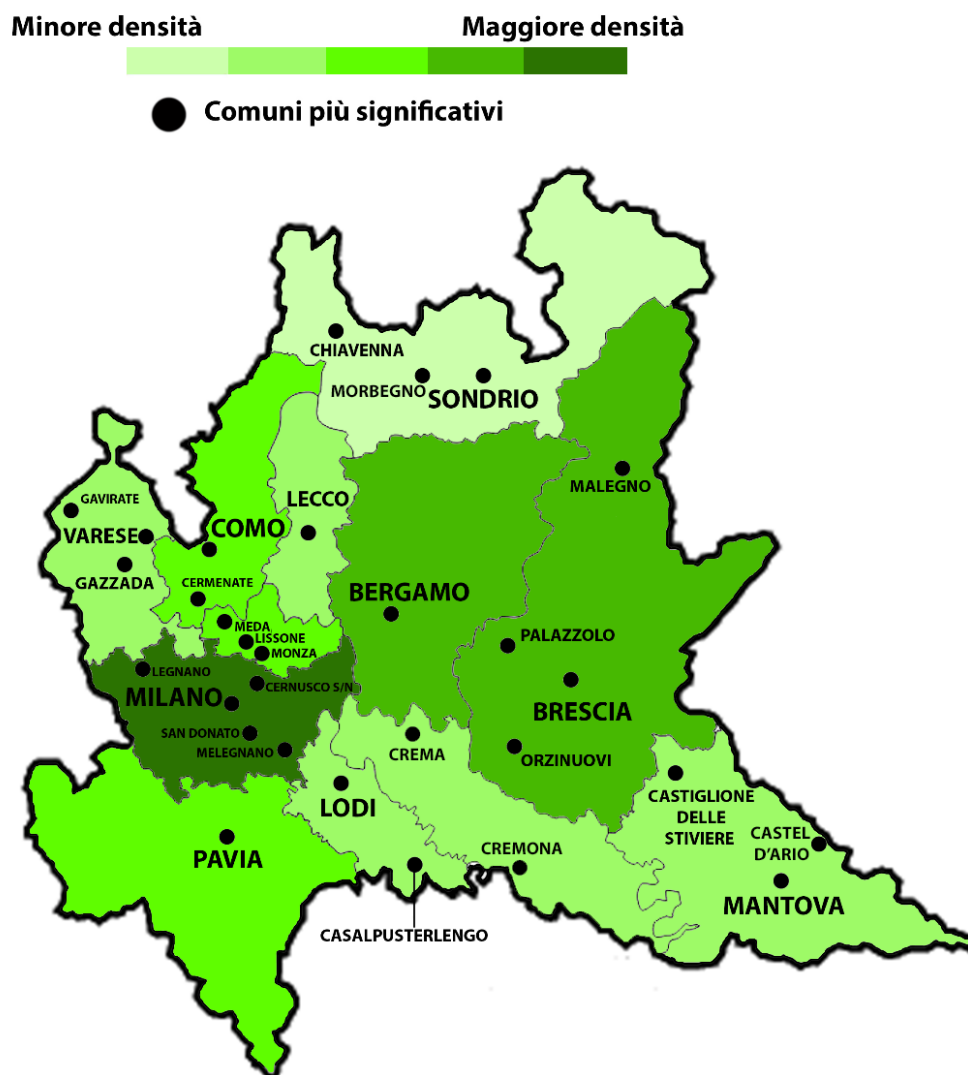 Minore densità
Maggiore densità
Comuni più significativi
CHIAVENNA
MORBEGNO
SONDRIO
MALEGNO
GAVIRATE
VARESE
GAZZADA
COMO
LECCO
CERMENATE
BERGAMO
MEDA
LISSONE
MONZA
PALAZZOLO
LEGNANO
CERNUSCO S/N
MILANO
BRESCIA
SAN DONATO
MELEGNANO
CREMA
ORZINUOVI
LODI
CASTIGLIONE
DELLE
STIVIERE
PAVIA
CREMONA
CASTEL
D'ARIO
MANTOVA
CASALPUSTERLENGO